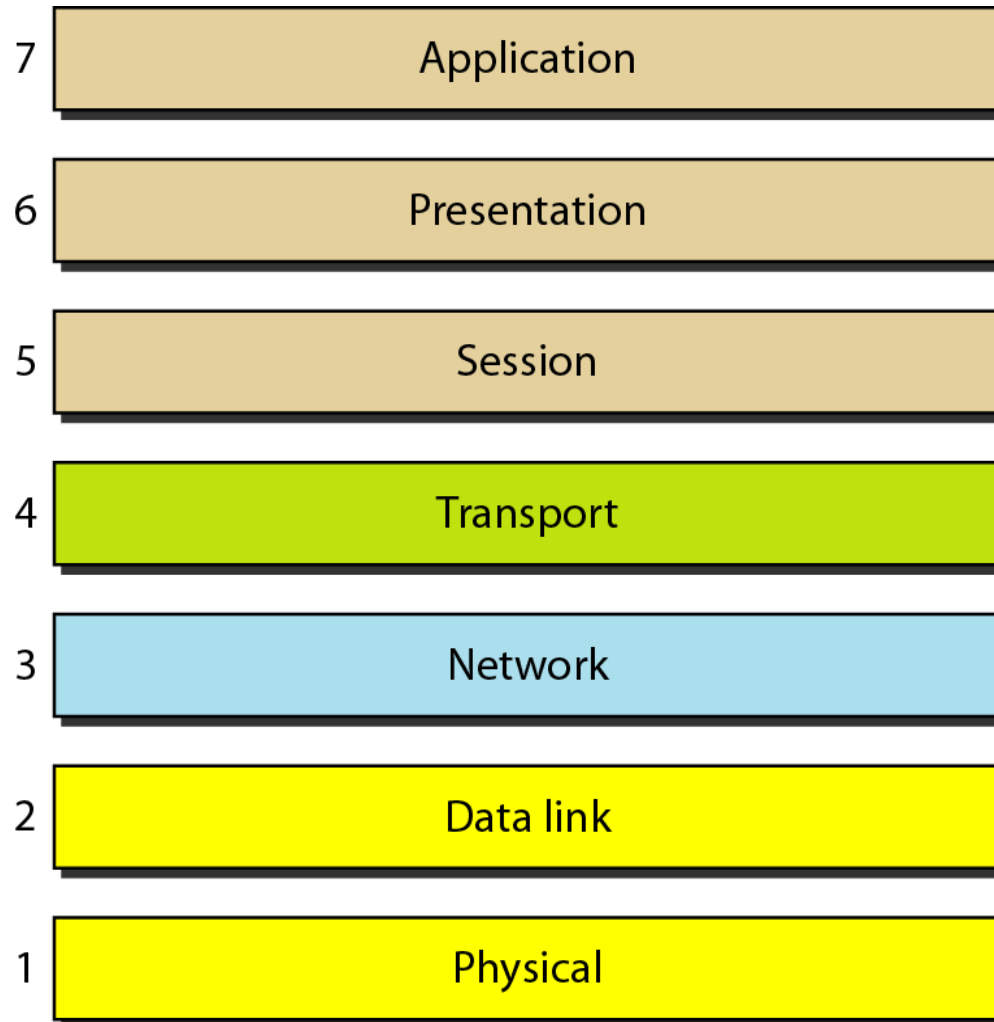 7 Application
6 Presentation
5 Session
4 Transport
3 Network
2 Data link
1 Physical